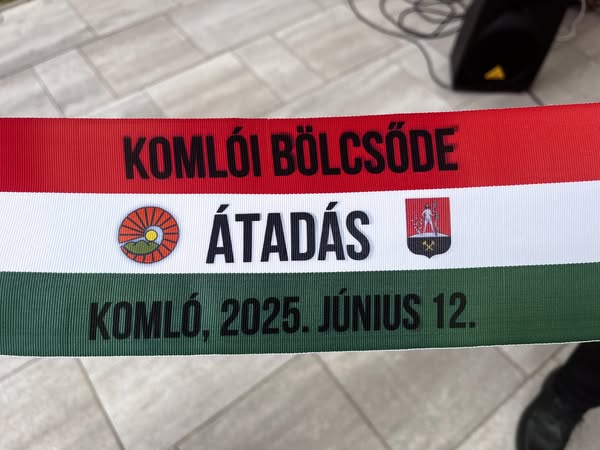 KOMLÓI BÖLCSŐDE
ÁTADÁS
KOMLÓ, 2025. JÚNIUS 12.